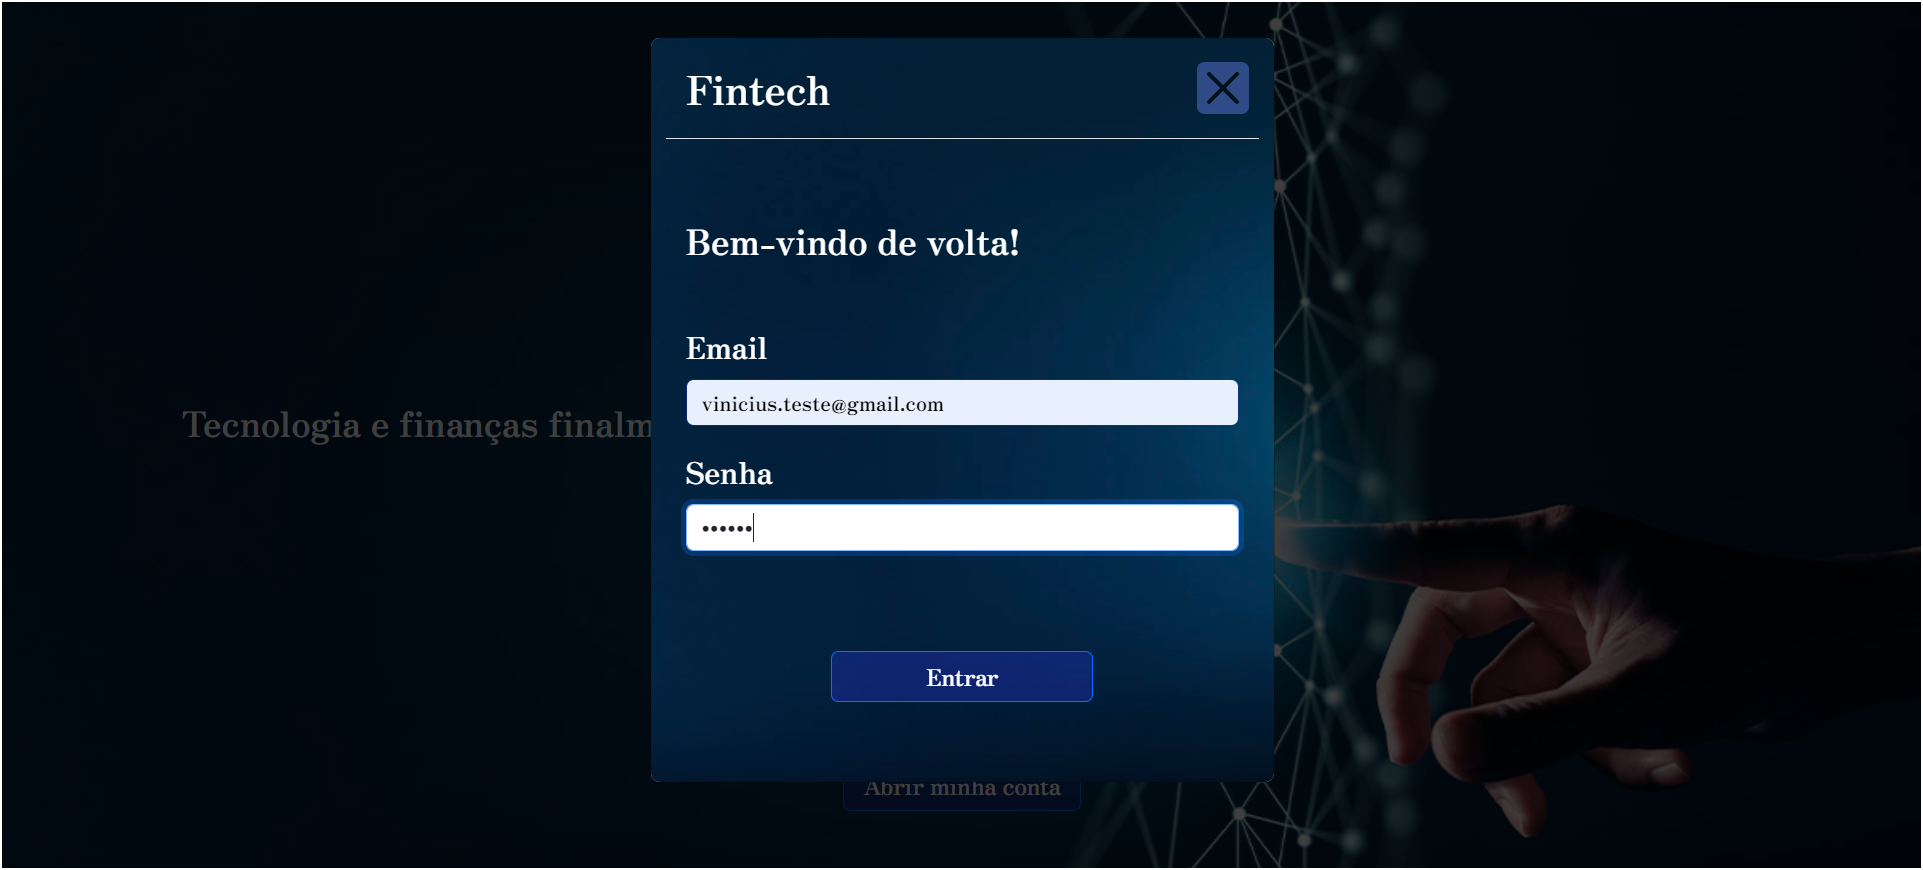 Fintech
Bem-vindo de volta!
Email
vinicius.teste@gmail.com
Tecnologia e finanças finalm
Senha
••••••
Entrar
Abrir minha conta